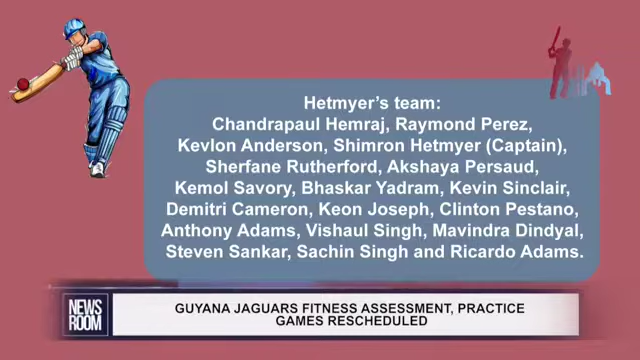 Hetmyer's team:
Chandrapaul Hemraj, Raymond Perez,
Kevlon Anderson, Shimron Hetmyer (Captain),
Sherfane Rutherford, Akshaya Persaud,
Kemol Savory, Bhaskar Yadram, Kevin Sinclair,
Demitri Cameron, Keon Joseph, Clinton Pestano,
Anthony Adams, Vishaul Singh, Mavindra Dindyal,
Steven Sankar, Sachin Singh and Ricardo Adams.
NEWS
ROOM
GUYANA JAGUARS FITNESS ASSESSMENT, PRACTICE
GAMES RESCHEDULED